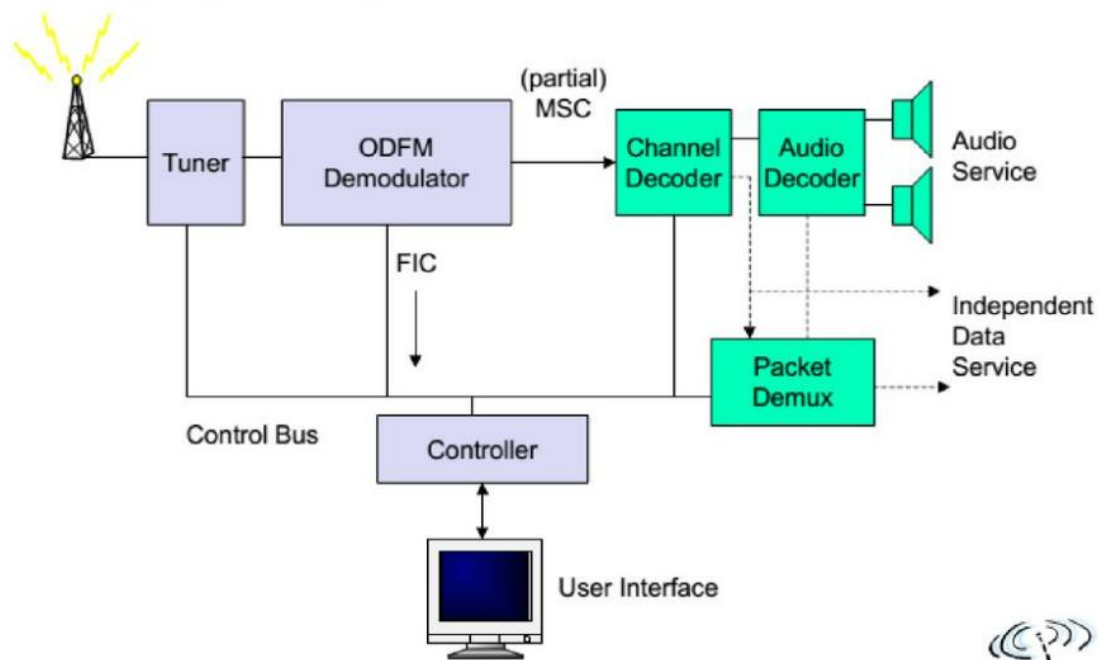 (partial)
MSC
Tuner
ODFM
Demodulator
Channel
Decoder
Audio
Decoder
Audio
Service
FIC
Independent
Data
Service
Packet
Demux
Control Bus
Controller
User Interface